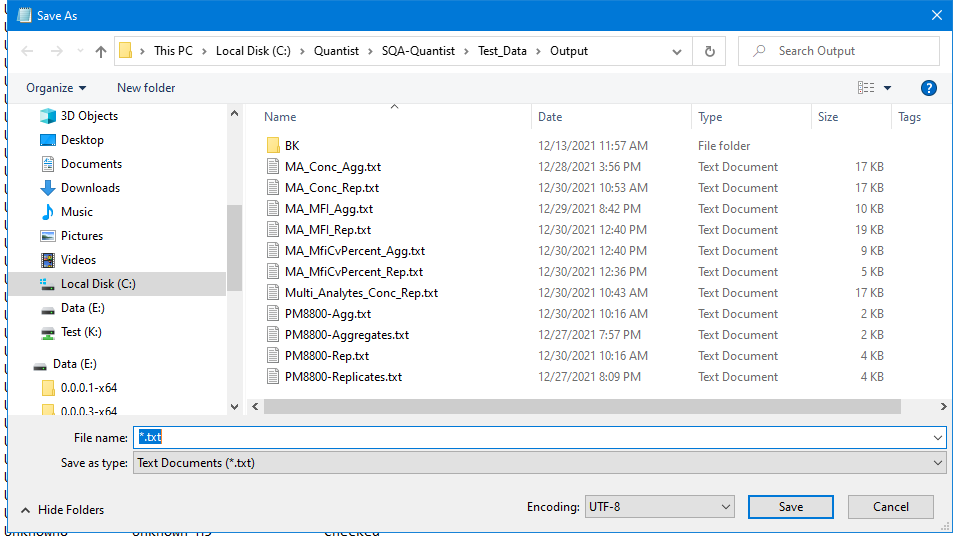 Save As
This PC > Local Disk (C:) > Quantist > SQA-Quantist > Test_Data > Output
Search Output
Organize
New folder
3D Objects
Desktop
Documents
Downloads
Music
Pictures
Videos
Local Disk (C:)
Data (E:)
Test (K:)
Data (E:)
0.0.0.1-x64
0.0.0.3-x64
Name Date Type Size Tags
BK 12/13/2021 11:57 AM File folder
MA_Conc_Agg.txt 12/28/2021 3:56 PM Text Document 17 KB
MA_Conc_Rep.txt 12/30/2021 10:53 AM Text Document 17 KB
MA_MFI_Agg.txt 12/29/2021 8:42 PM Text Document 10 KB
MA_MFI_Rep.txt 12/30/2021 12:40 PM Text Document 19 KB
MA_MfiCvPercent_Agg.txt 12/30/2021 12:40 PM Text Document 9 KB
MA_MfiCvPercent_Rep.txt 12/30/2021 12:36 PM Text Document 5 KB
Multi_Analytes_Conc_Rep.txt 12/30/2021 10:43 AM Text Document 17 KB
PM8800-Agg.txt 12/30/2021 10:16 AM Text Document 2 KB
PM8800-Aggregates.txt 12/27/2021 7:57 PM Text Document 2 KB
PM8800-Rep.txt 12/30/2021 10:16 AM Text Document 4 KB
PM8800-Replicates.txt 12/27/2021 8:09 PM Text Document 4 KB
File name: *.txt
Save as type: Text Documents (*.txt)
Hide Folders
Encoding: UTF-8
Save
Cancel